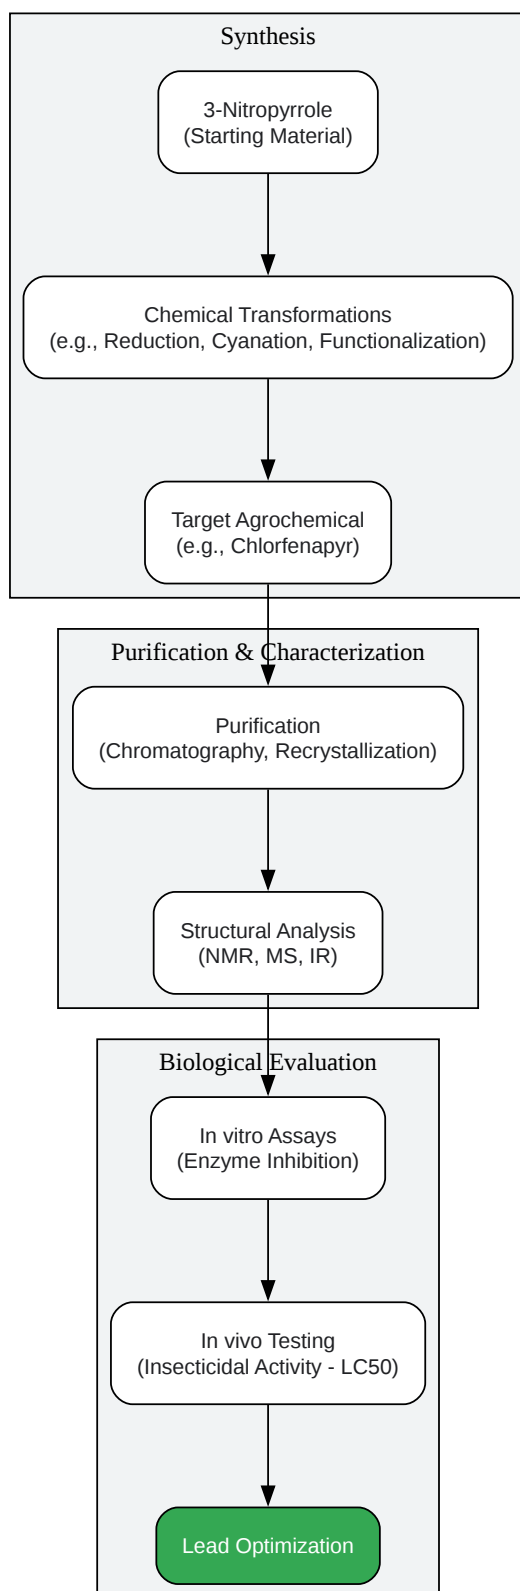 Synthesis
3-Nitropyrrole
(Starting Material)
Chemical Transformations
(e.g., Reduction, Cyanation, Functionalization)
Target Agrochemical
(e.g., Chlorfenapyr)
Purification & Characterization
Purification
(Chromatography, Recrystallization)
Structural Analysis
(NMR, MS, IR)
Biological Evaluation
In vitro Assays
(Enzyme Inhibition)
In vivo Testing
(Insecticidal Activity - LC50)
Lead Optimization